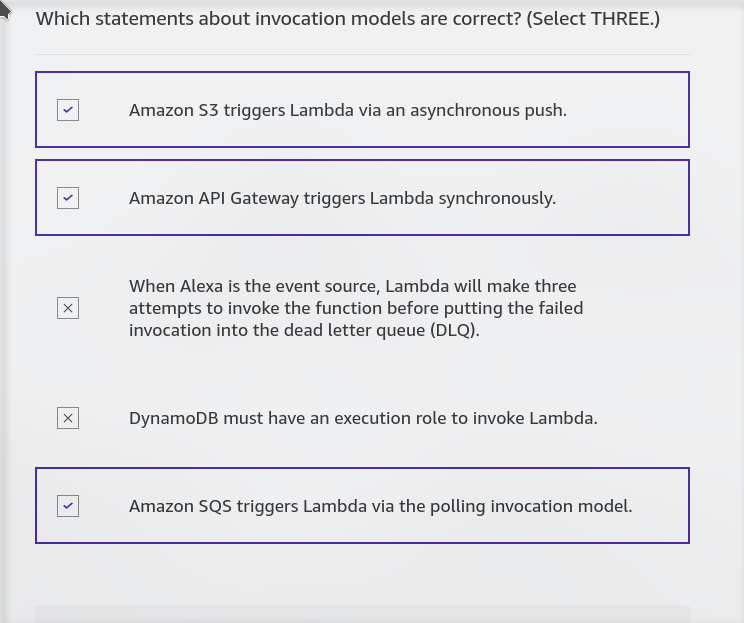 Which statements about invocation models are correct? (Select THREE.)
Amazon S3 triggers Lambda via an asynchronous push.
Amazon API Gateway triggers Lambda synchronously.
When Alexa is the event source, Lambda will make three
attempts to invoke the function before putting the failed
invocation into the dead letter queue (DLQ).
DynamoDB must have an execution role to invoke Lambda.
Amazon SQS triggers Lambda via the polling invocation model.